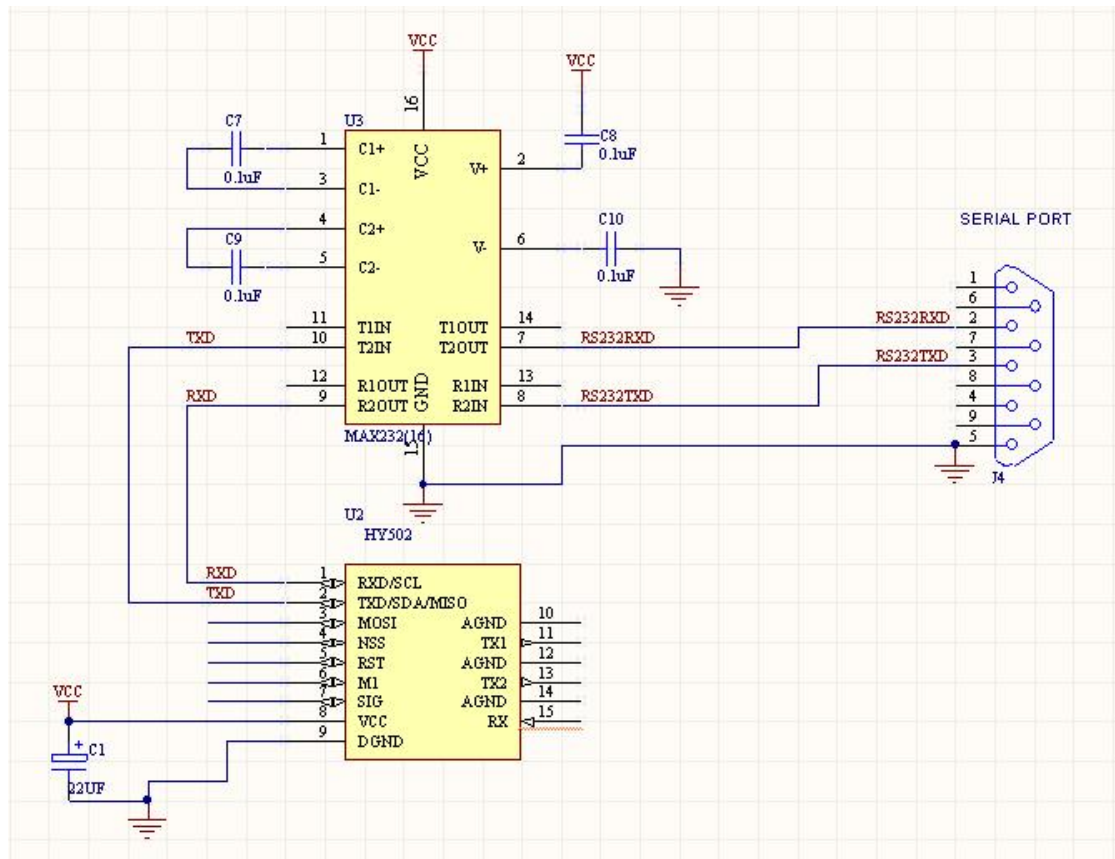 VCC
VCC
16
U3
C7
0.1uF
1
C1+
VCC
V+
2
C8
0.1uF
3
C1-
4
C2+
C9
0.1uF
5
C2-
V-
6
C10
0.1uF
SERIAL PORT
11
T1IN
T1OUT
14
TXD
10
T2IN
T2OUT
7
RS232RXD
12
R1OUT
R1IN
13
RXD
9
R2OUT
GND
R2IN
8
RS232TXD
MAX232(16)
15
RS232RXD
RS232TXD
1
6
2
7
3
8
4
9
5
J4
U2
HY502
RXD
1
RXD/SCL
TXD
2
TXD/SDA/MISO
3
MOSI
AGND
10
4
NSS
TX1
11
5
RST
AGND
12
6
M1
TX2
13
7
SIG
AGND
14
VCC
8
VCC
RX
15
9
DGND
+
C1
22UF